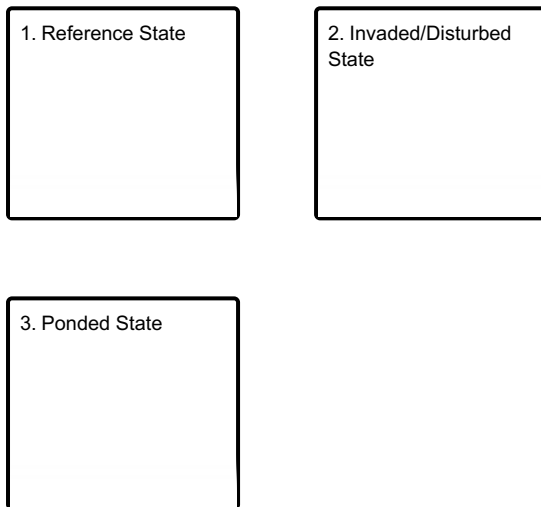 1. Reference State
2. Invaded/Disturbed
State
3. Ponded State